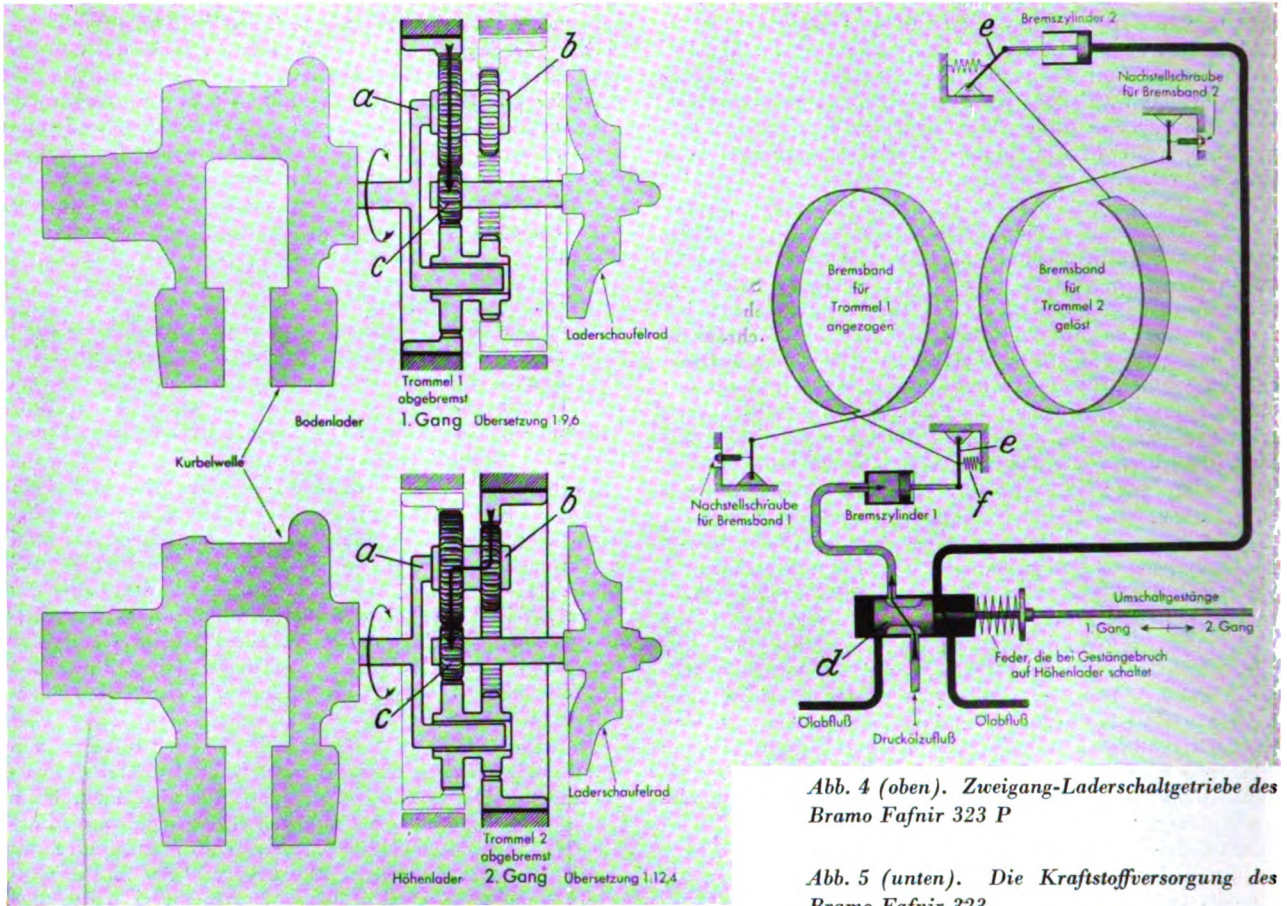 a
b
c
Laderschaufelrad
Trommel 1
abgebremst
Bodenlader 1. Gang Übersetzung 1:9,6
Kurbelwelle
a
b
c
Laderschaufelrad
Trommel 2
abgebremst
Höhenlader 2. Gang Übersetzung 1:12,4
Bremszylinder 2
e
Nachstellschraube
für Bremsband 2
Bremsband
für
Trommel 1
angezogen
Bremsband
für
Trommel 2
gelöst
Nachstellschraube
für Bremsband 1
Bremszylinder 1
e
f
Umschaltgestänge
1. Gang 2. Gang
Feder, die bei Gestängebruch
auf Höhenlader schaltet
d
Ölabfluß
Druckölzufluß
Ölabfluß
Abb. 4 (oben). Zweigang-Laderschaltgetriebe des
Bramo Fafnir 323 P
Abb. 5 (unten). Die Kraftstoffversorgung des
Bramo Fafnir 323